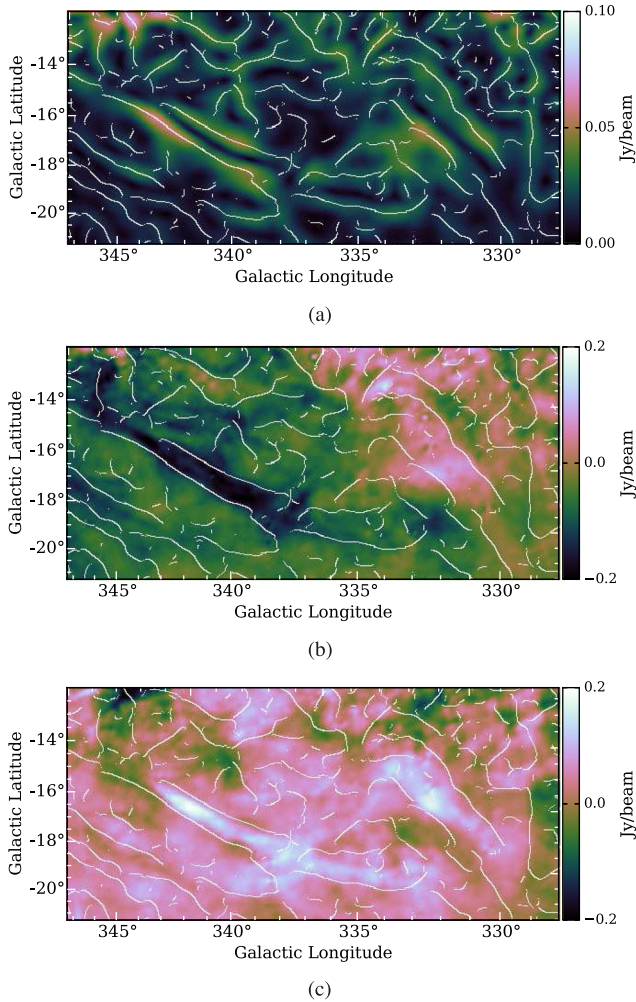 0.10
-14°
-16°
Galactic Latitude
0.05
Jy/beam
-18°
-20°
0.00
345° 340° 335° 330°
Galactic Longitude
(a)
0.2
-14°
-16°
Galactic Latitude
0.0
Jy/beam
-18°
-20°
−0.2
345° 340° 335° 330°
Galactic Longitude
(b)
0.2
-14°
-16°
Galactic Latitude
0.0
Jy/beam
-18°
-20°
−0.2
345° 340° 335° 330°
Galactic Longitude
(c)